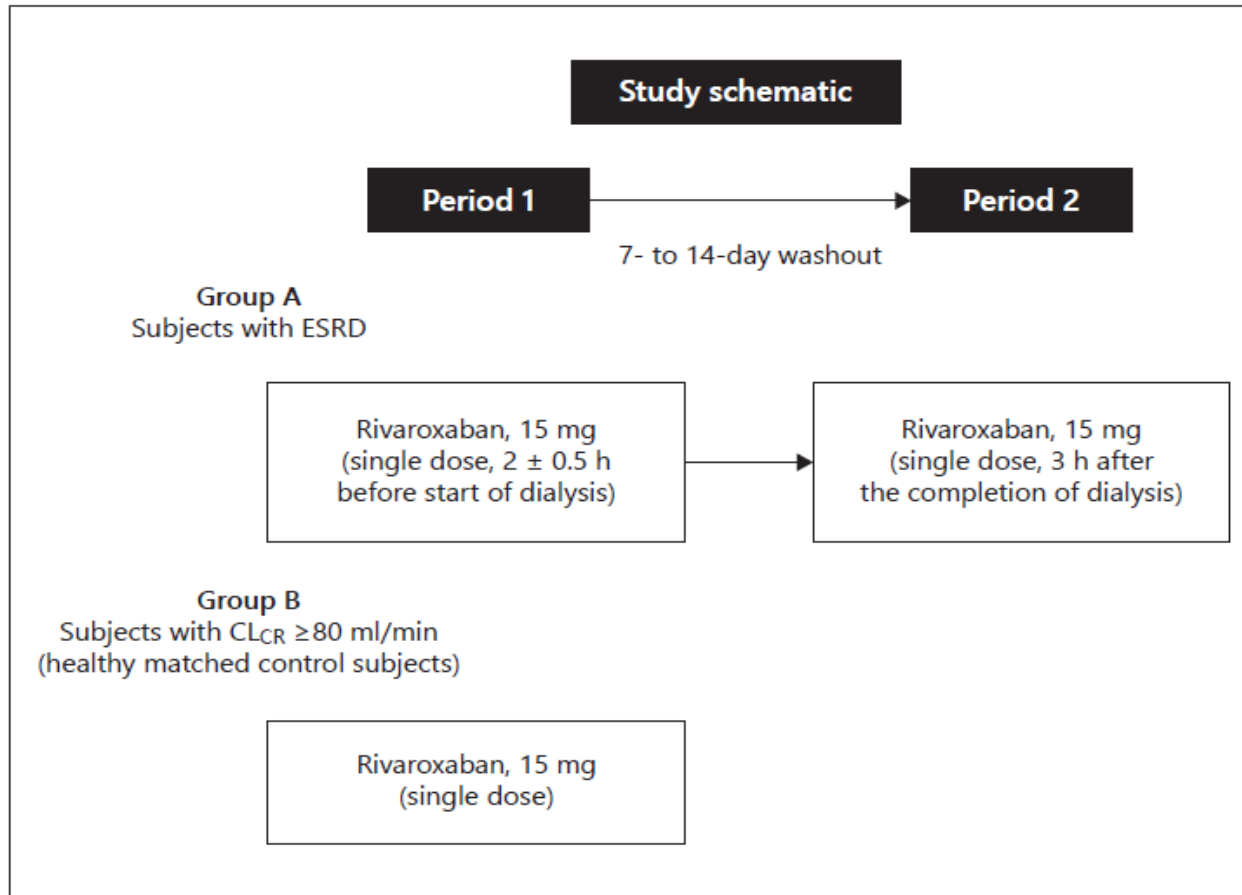 Study schematic
Period 1
Period 2
7- to 14-day washout
Group A
Subjects with ESRD
Rivaroxaban, 15 mg
(single dose, 2 ± 0.5 h
before start of dialysis)
Rivaroxaban, 15 mg
(single dose, 3 h after
the completion of dialysis)
Group B
Subjects with CLCR ≥80 ml/min
(healthy matched control subjects)
Rivaroxaban, 15 mg
(single dose)